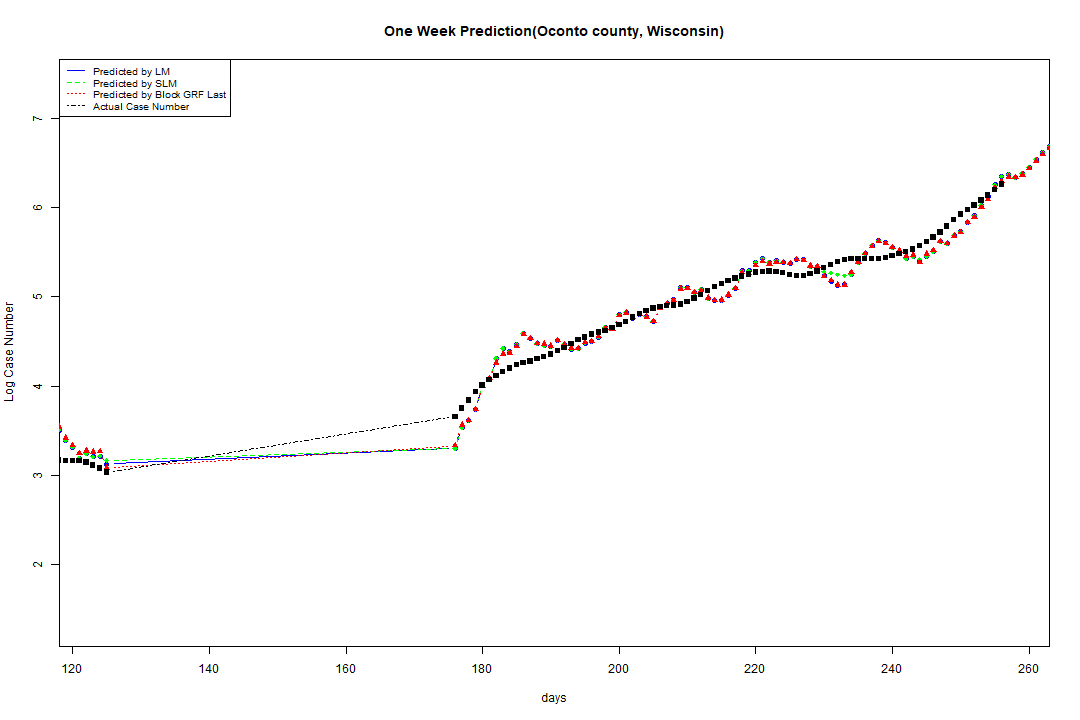 One Week Prediction(Oconto county, Wisconsin)
Predicted by LM
Predicted by SLM
Predicted by Block GRF Last
Actual Case Number
7
6
5
4
3
2
Log Case Number
120 140 160 180 200 220 240 260
days